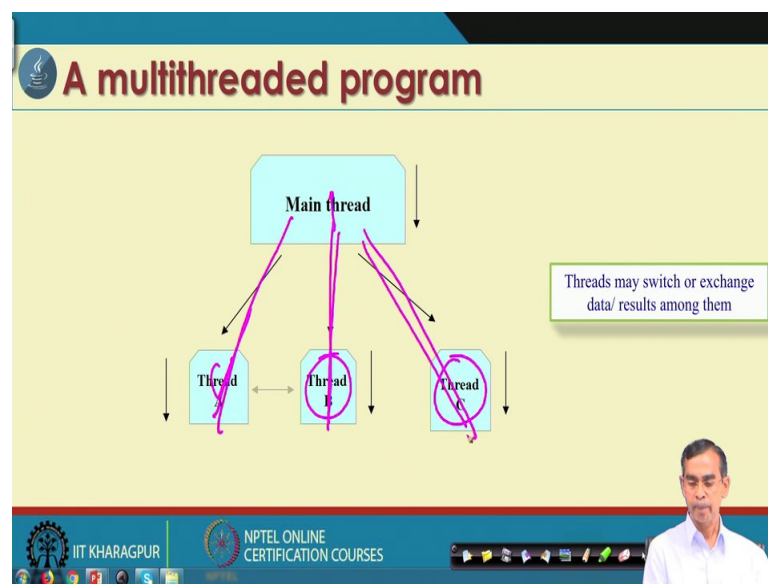 A multithreaded program
Main thread
Threads may switch or exchange
data/ results among them
Thread
A
Thread
B
Thread
C
IIT KHARAGPUR
NPTEL ONLINE
CERTIFICATION COURSES